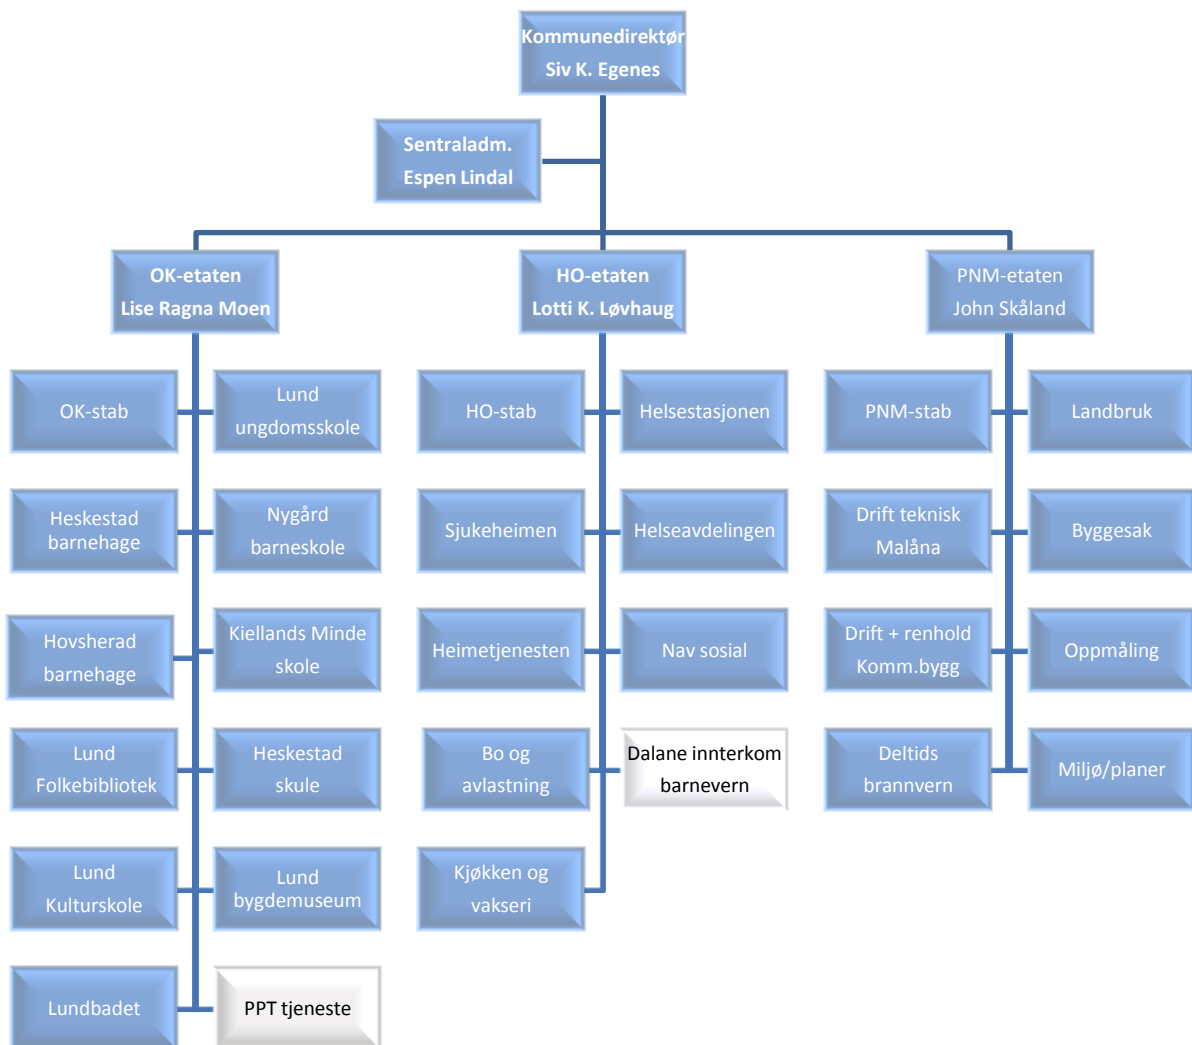 Kommunedirektør
Siv K. Egenes
Sentraladm.
Espen Lindal
OK-etaten
Lise Ragna Moen
HO-etaten
Lotti K. Løvhaug
PNM-etaten
John Skåland
OK-stab
Lund
ungdomsskole
HO-stab
Helsestasjonen
PNM-stab
Landbruk
Heskestad
barnehage
Nygård
barneskole
Sjukeheimen
Helseavdelingen
Drift teknisk
Malåna
Byggesak
Hovsherad
barnehage
Kiellands Minde
skole
Heimetjenesten
Nav sosial
Drift + renhold
Komm.bygg
Oppmåling
Lund
Folkebibliotek
Heskestad
skule
Bo og
avlastning
Dalane innterkom
barnevern
Deltids
brannvern
Miljø/planer
Lund
Kulturskole
Lund
bygdemuseum
Kjøkken og
vakseri
Lundbadet
PPT tjeneste